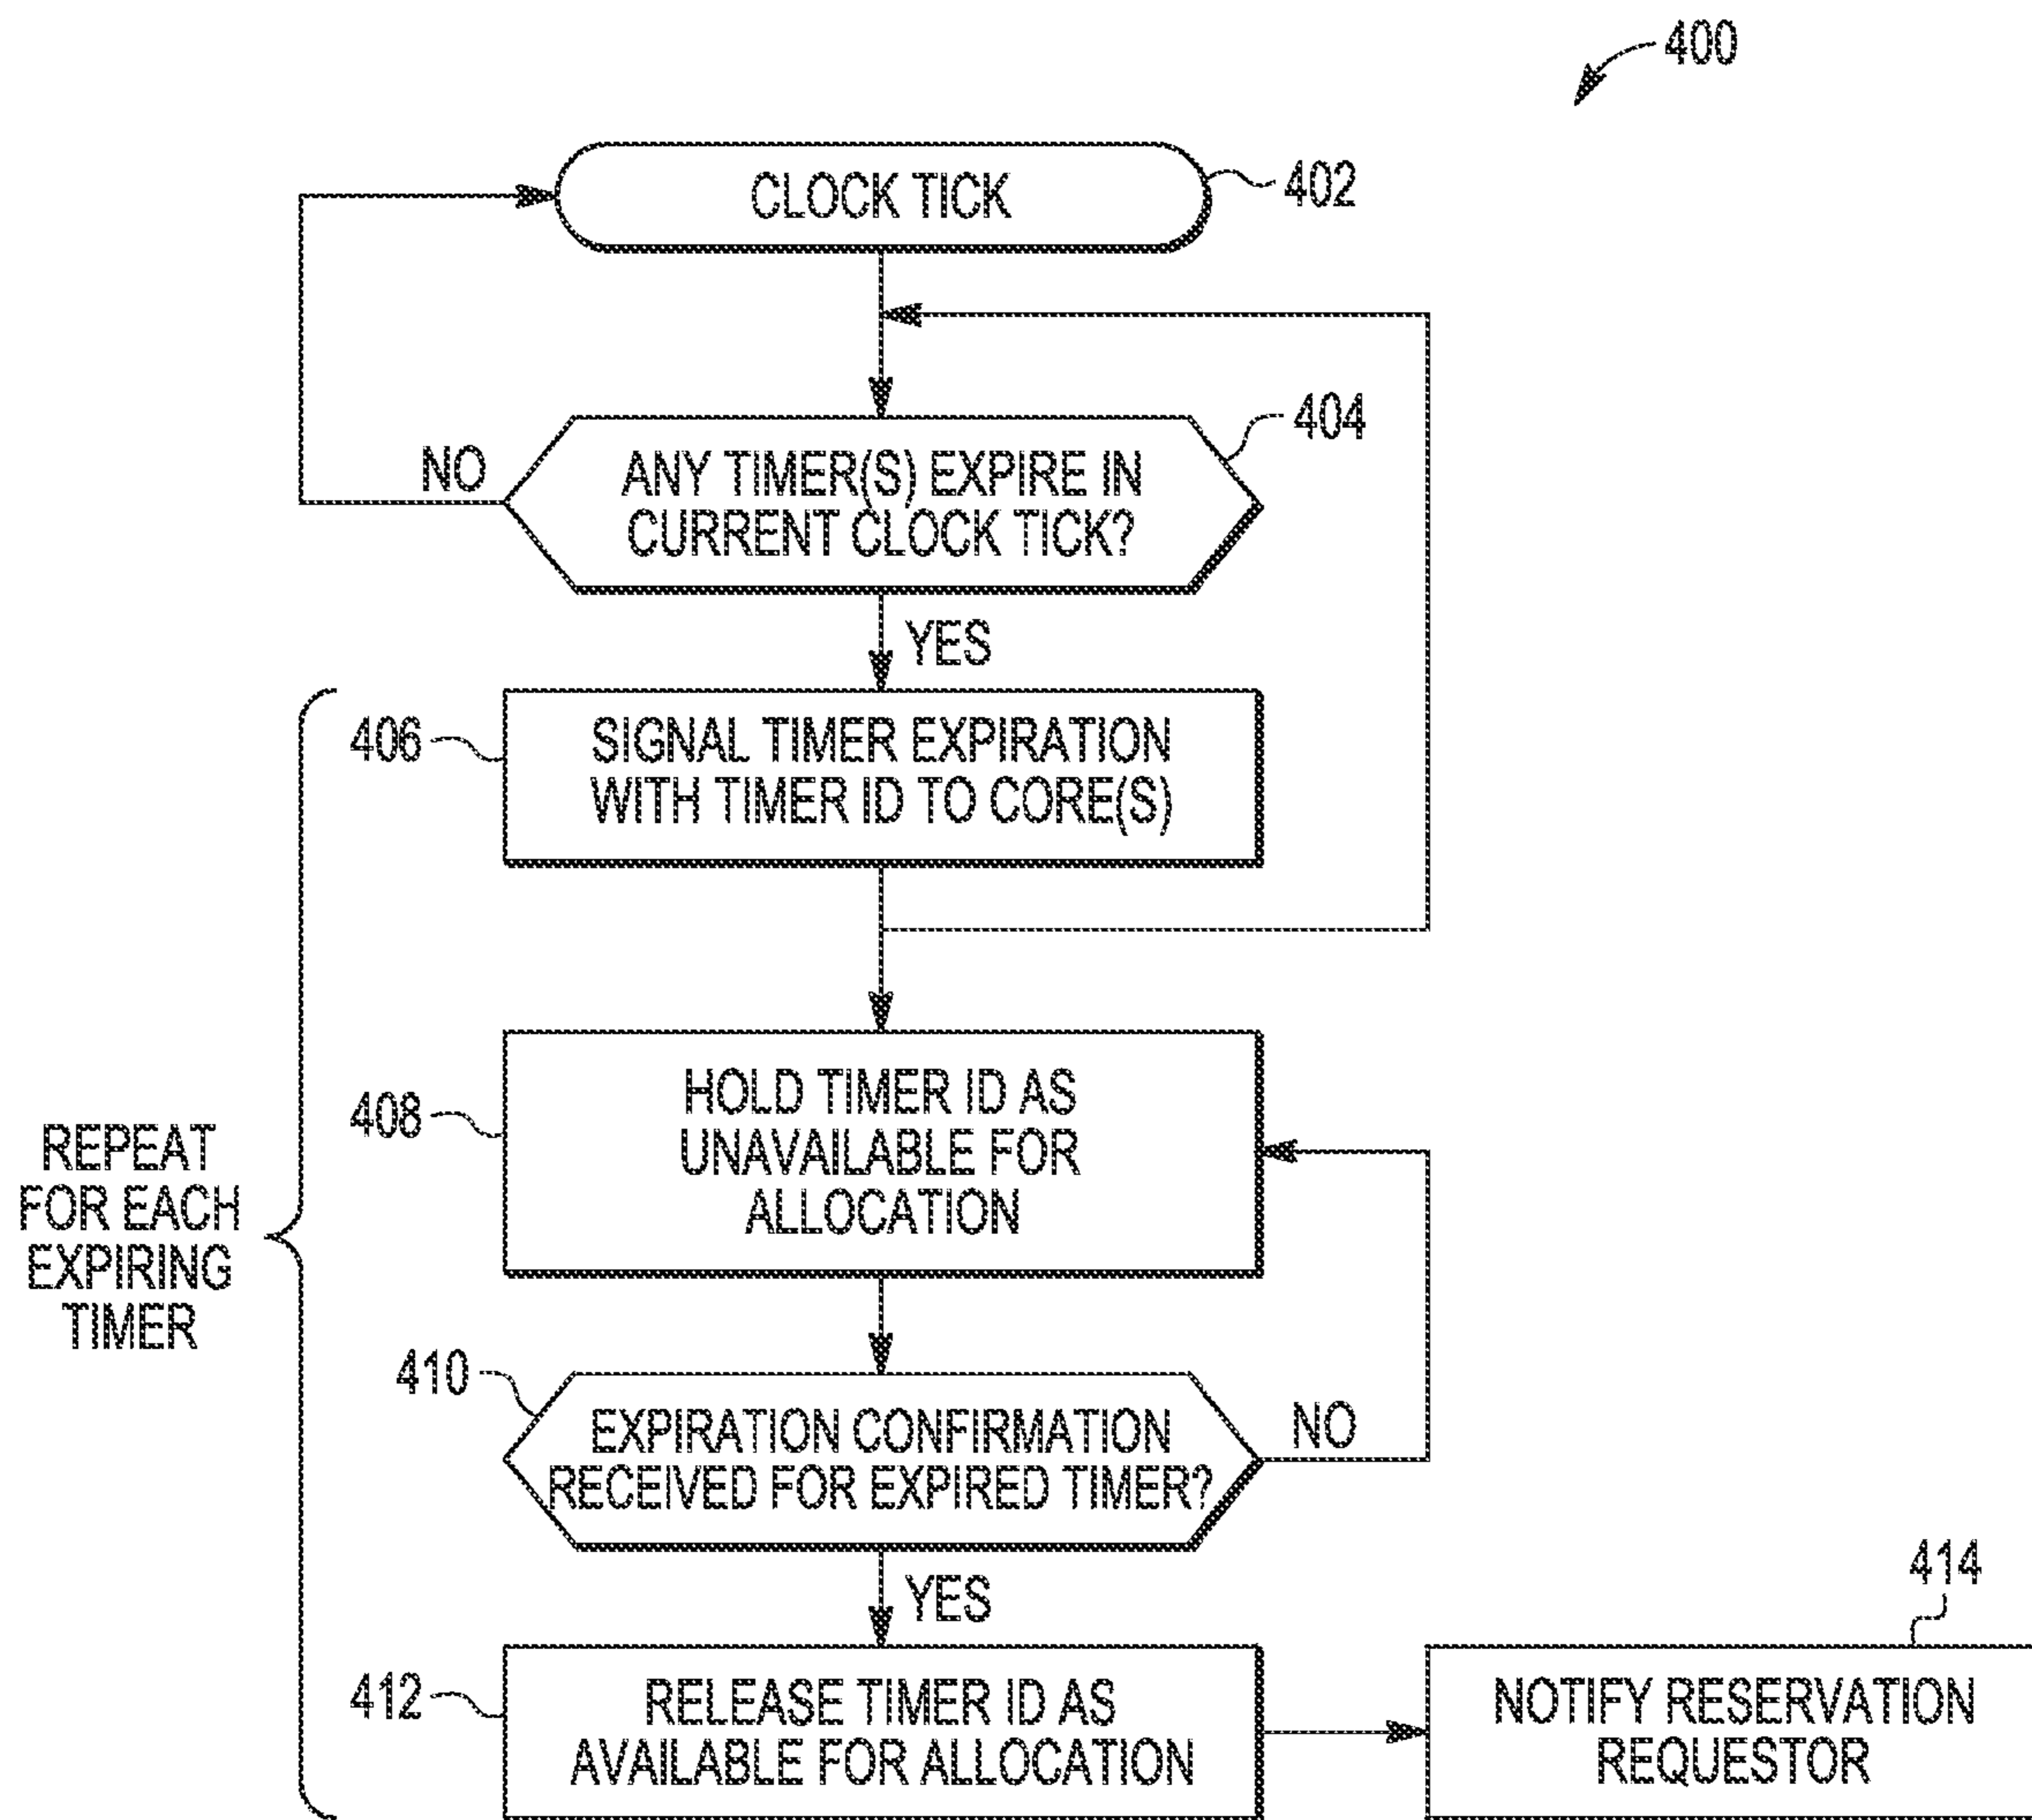 400
CLOCK TICK
402
404
NO
ANY TIMER(S) EXPIRE IN
CURRENT CLOCK TICK?
YES
406
SIGNAL TIMER EXPIRATION
WITH TIMER ID TO CORE(S)
408
HOLD TIMER ID AS
UNAVAILABLE FOR
ALLOCATION
REPEAT
FOR EACH
EXPIRING
TIMER
410
EXPIRATION CONFIRMATION
RECEIVED FOR EXPIRED TIMER?
NO
YES
412
RELEASE TIMER ID AS
AVAILABLE FOR ALLOCATION
414
NOTIFY RESERVATION
REQUESTOR